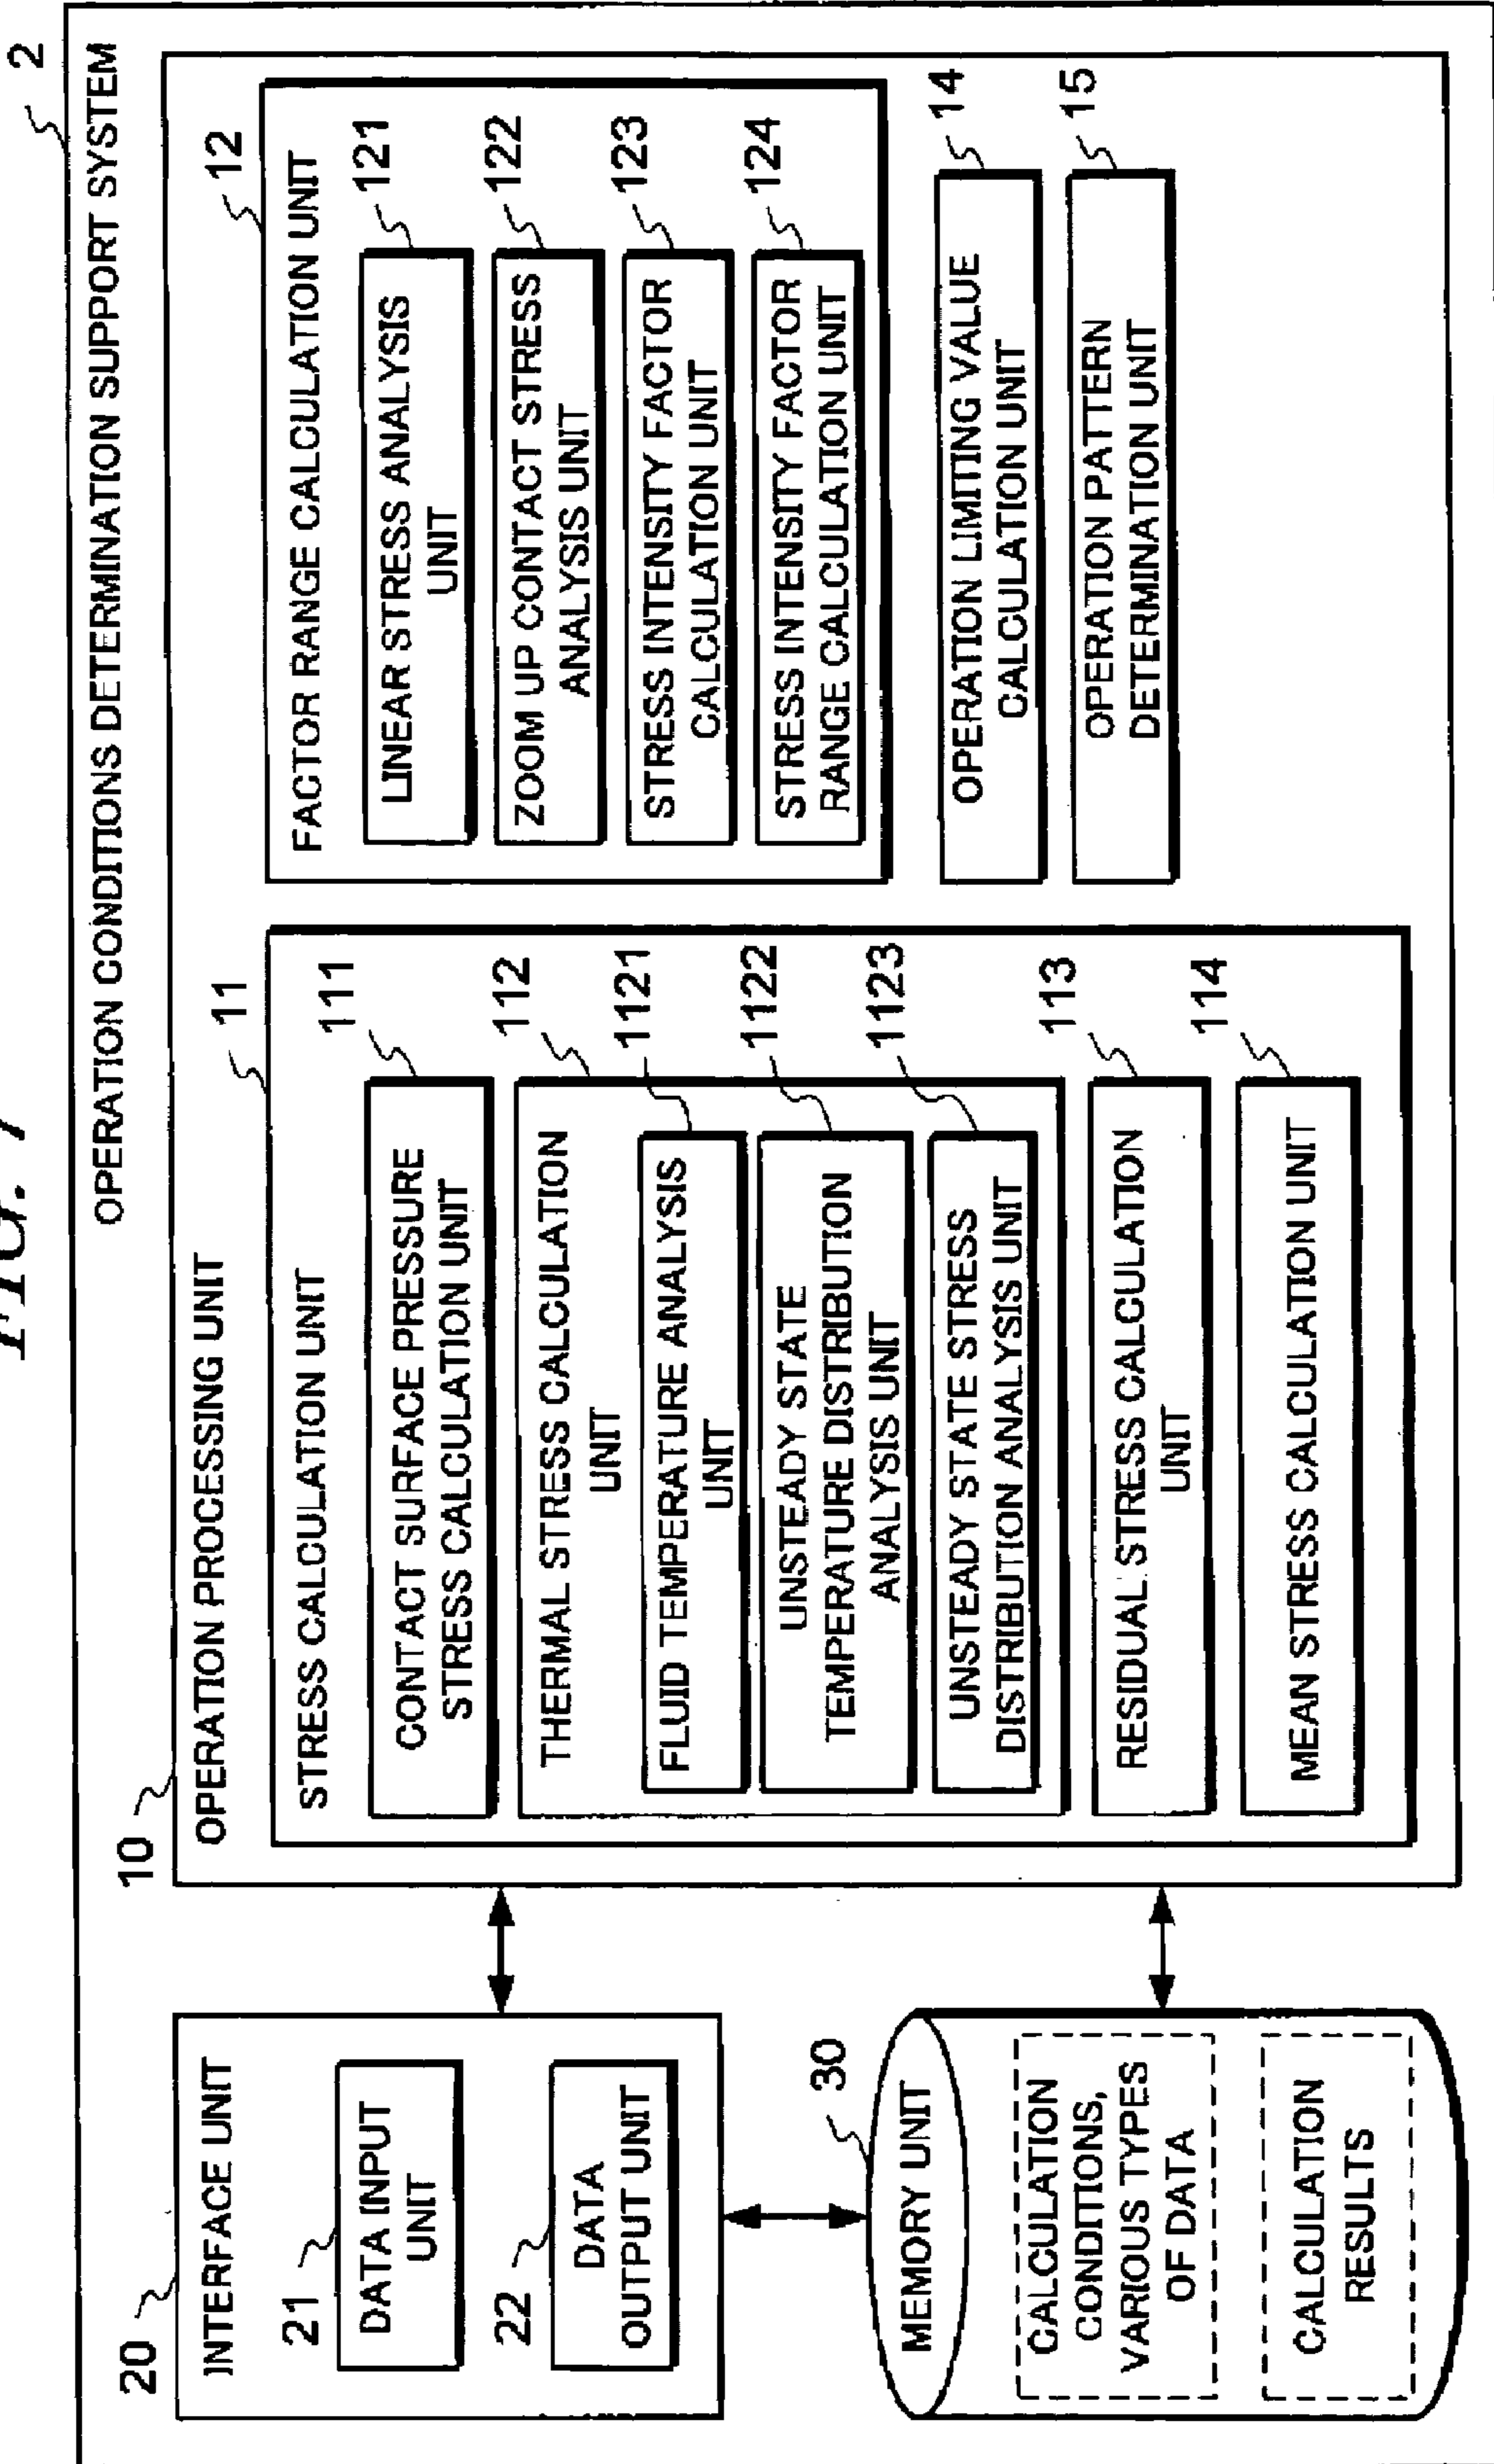 FIG. 7
2
OPERATION CONDITIONS DETERMINATION SUPPORT SYSTEM
20
INTERFACE UNIT
21
DATA INPUT
UNIT
22
DATA
OUTPUT UNIT
30
MEMORY UNIT
CALCULATION
CONDITIONS,
VARIOUS TYPES
OF DATA
CALCULATION
RESULTS
10
OPERATION PROCESSING UNIT
11
STRESS CALCULATION UNIT
111
CONTACT SURFACE PRESSURE
STRESS CALCULATION UNIT
112
THERMAL STRESS CALCULATION
UNIT
1121
FLUID TEMPERATURE ANALYSIS
UNIT
1122
UNSTEADY STATE
TEMPERATURE DISTRIBUTION
ANALYSIS UNIT
1123
UNSTEADY STATE STRESS
DISTRIBUTION ANALYSIS UNIT
113
RESIDUAL STRESS CALCULATION
UNIT
114
MEAN STRESS CALCULATION UNIT
12
FACTOR RANGE CALCULATION UNIT
121
LINEAR STRESS ANALYSIS
UNIT
122
ZOOM UP CONTACT STRESS
ANALYSIS UNIT
123
STRESS INTENSITY FACTOR
CALCULATION UNIT
124
STRESS INTENSITY FACTOR
RANGE CALCULATION UNIT
14
OPERATION LIMITING VALUE
CALCULATION UNIT
15
OPERATION PATTERN
DETERMINATION UNIT